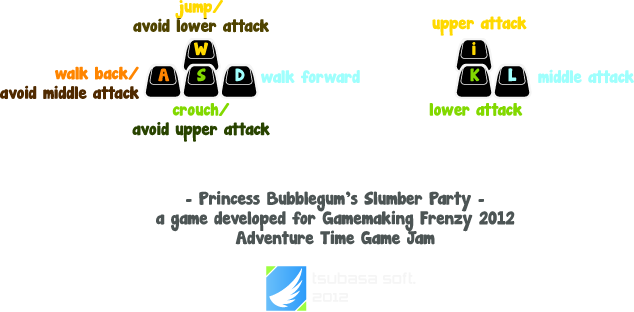 jump/
avoid lower attack
upper attack
W
i
walk back/
avoid middle attack
A S D
walk forward
K L
middle attack
crouch/
avoid upper attack
lower attack
- Princess Bubblegum's Slumber Party -
a game developed for Gamemaking Frenzy 2012
Adventure Time Game Jam
tsubasa soft.
2012